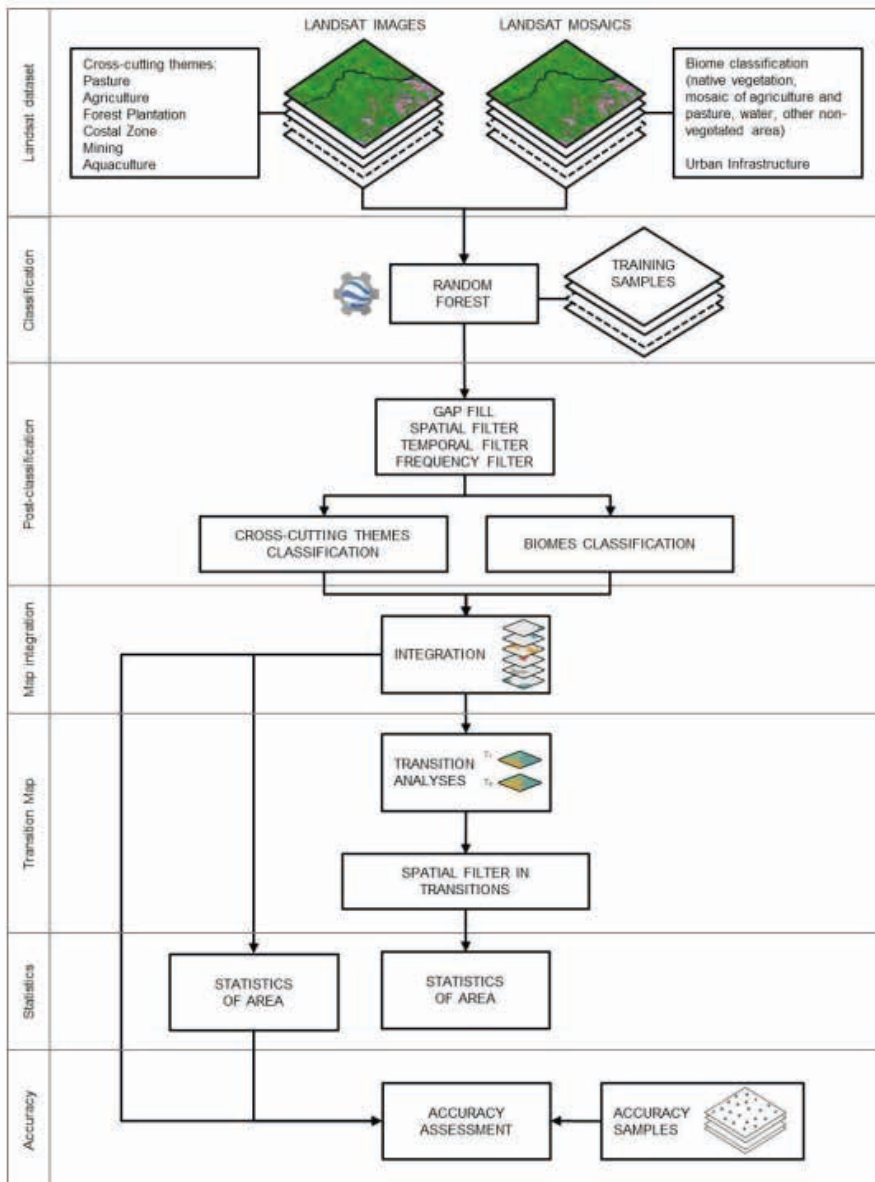 Landsat dataset
LANDSAT IMAGES
LANDSAT MOSAICS
Cross-cutting themes:
Pasture
Agriculture
Forest Plantation
Costal Zone
Mining
Aquaculture
Biome classification
(native vegetation,
mosaic of agriculture and
pasture, water, other non-
vegetated area)
Urban Infrastructure
Classification
RANDOM
FOREST
TRAINING
SAMPLES
Post-classification
GAP FILL
SPATIAL FILTER
TEMPORAL FILTER
FREQUENCY FILTER
CROSS-CUTTING THEMES
CLASSIFICATION
BIOMES CLASSIFICATION
Map integration
INTEGRATION
Transition Map
TRANSITION
ANALYSES
SPATIAL FILTER IN
TRANSITIONS
Statistics
STATISTICS
OF AREA
STATISTICS
OF AREA
Accuracy
ACCURACY
ASSESSMENT
ACCURACY
SAMPLES